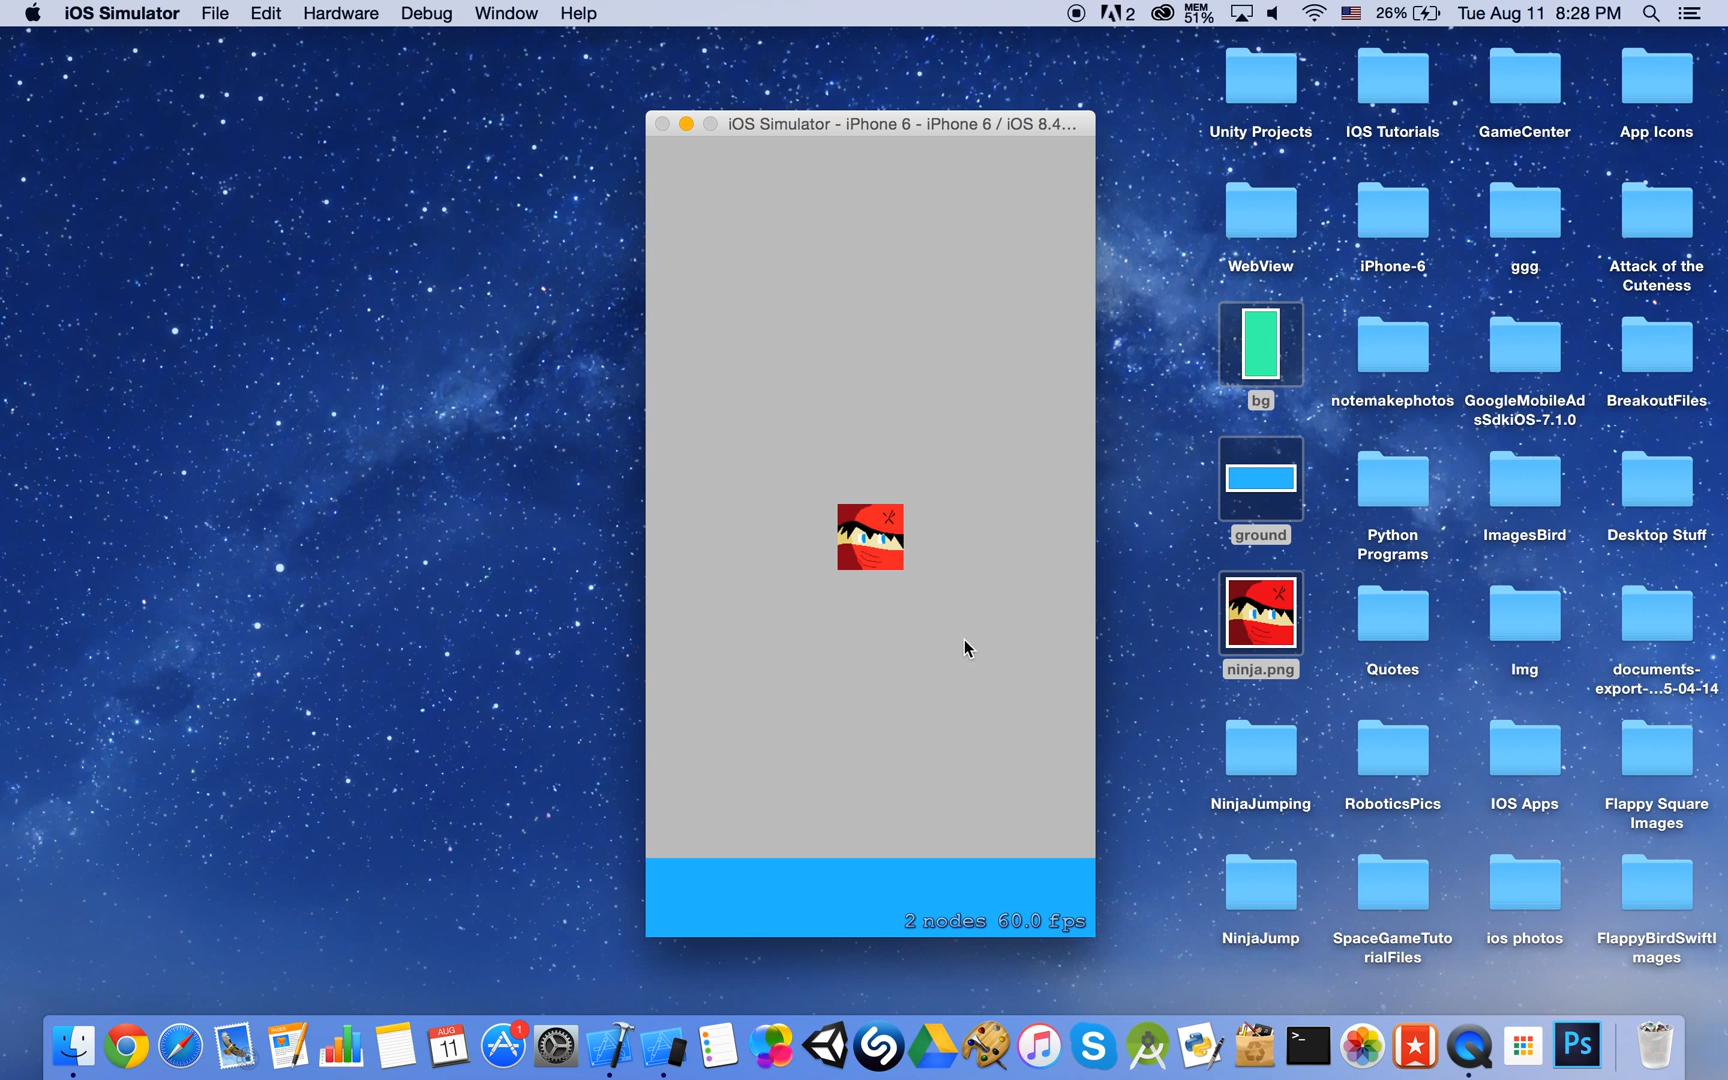 iOS Simulator File Edit Hardware Debug Window Help
2 MEM 51% 26% Tue Aug 11 8:28 PM
iOS Simulator - iPhone 6 - iPhone 6 / iOS 8.4...
Unity Projects IOS Tutorials GameCenter App Icons
WebView iPhone-6 ggg Attack of the
Cuteness
bg notemakephotos GoogleMobileAd BreakoutFiles
sSdkiOS-7.1.0
ground Python ImagesBird Desktop Stuff
Programs
ninja.png Quotes Img documents-
export-...5-04-14
NinjaJumping RoboticsPics IOS Apps Flappy Square
Images
2 nodes 60.0 fps
NinjaJump SpaceGameTuto ios photos FlappyBirdSwiftI
rialFiles mages
AUG
11
1
S
>_
Ps